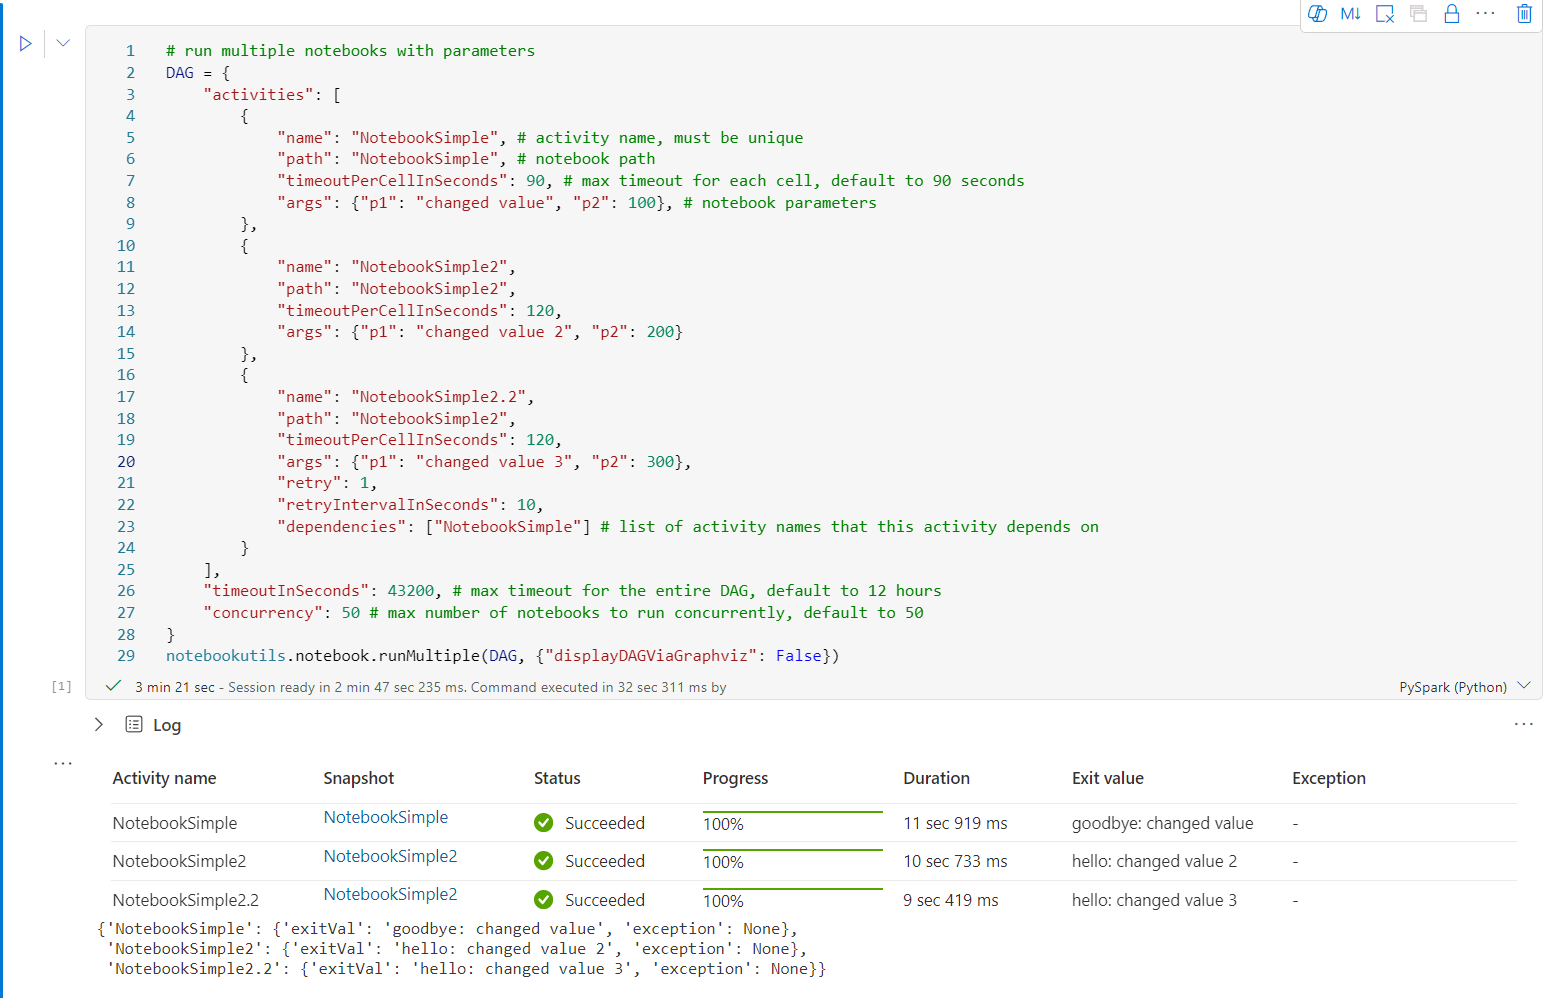 M↓
1 # run multiple notebooks with parameters
2 DAG = {
3     "activities": [
4         {
5             "name": "NotebookSimple", # activity name, must be unique
6             "path": "NotebookSimple", # notebook path
7             "timeoutPerCellInSeconds": 90, # max timeout for each cell, default to 90 seconds
8             "args": {"p1": "changed value", "p2": 100}, # notebook parameters
9         },
10         {
11             "name": "NotebookSimple2",
12             "path": "NotebookSimple2",
13             "timeoutPerCellInSeconds": 120,
14             "args": {"p1": "changed value 2", "p2": 200}
15         },
16         {
17             "name": "NotebookSimple2.2",
18             "path": "NotebookSimple2",
19             "timeoutPerCellInSeconds": 120,
20             "args": {"p1": "changed value 3", "p2": 300},
21             "retry": 1,
22             "retryIntervalInSeconds": 10,
23             "dependencies": ["NotebookSimple"] # list of activity names that this activity depends on
24         }
25     ],
26     "timeoutInSeconds": 43200, # max timeout for the entire DAG, default to 12 hours
27     "concurrency": 50 # max number of notebooks to run concurrently, default to 50
28 }
29 notebookutils.notebook.runMultiple(DAG, {"displayDAGViaGraphviz": False})
[1] 3 min 21 sec - Session ready in 2 min 47 sec 235 ms. Command executed in 32 sec 311 ms by PySpark (Python)
Log
Activity name Snapshot Status Progress Duration Exit value Exception
NotebookSimple NotebookSimple Succeeded 100% 11 sec 919 ms goodbye: changed value -
NotebookSimple2 NotebookSimple2 Succeeded 100% 10 sec 733 ms hello: changed value 2 -
NotebookSimple2.2 NotebookSimple2 Succeeded 100% 9 sec 419 ms hello: changed value 3 -
{'NotebookSimple': {'exitVal': 'goodbye: changed value', 'exception': None},
 'NotebookSimple2': {'exitVal': 'hello: changed value 2', 'exception': None},
 'NotebookSimple2.2': {'exitVal': 'hello: changed value 3', 'exception': None}}